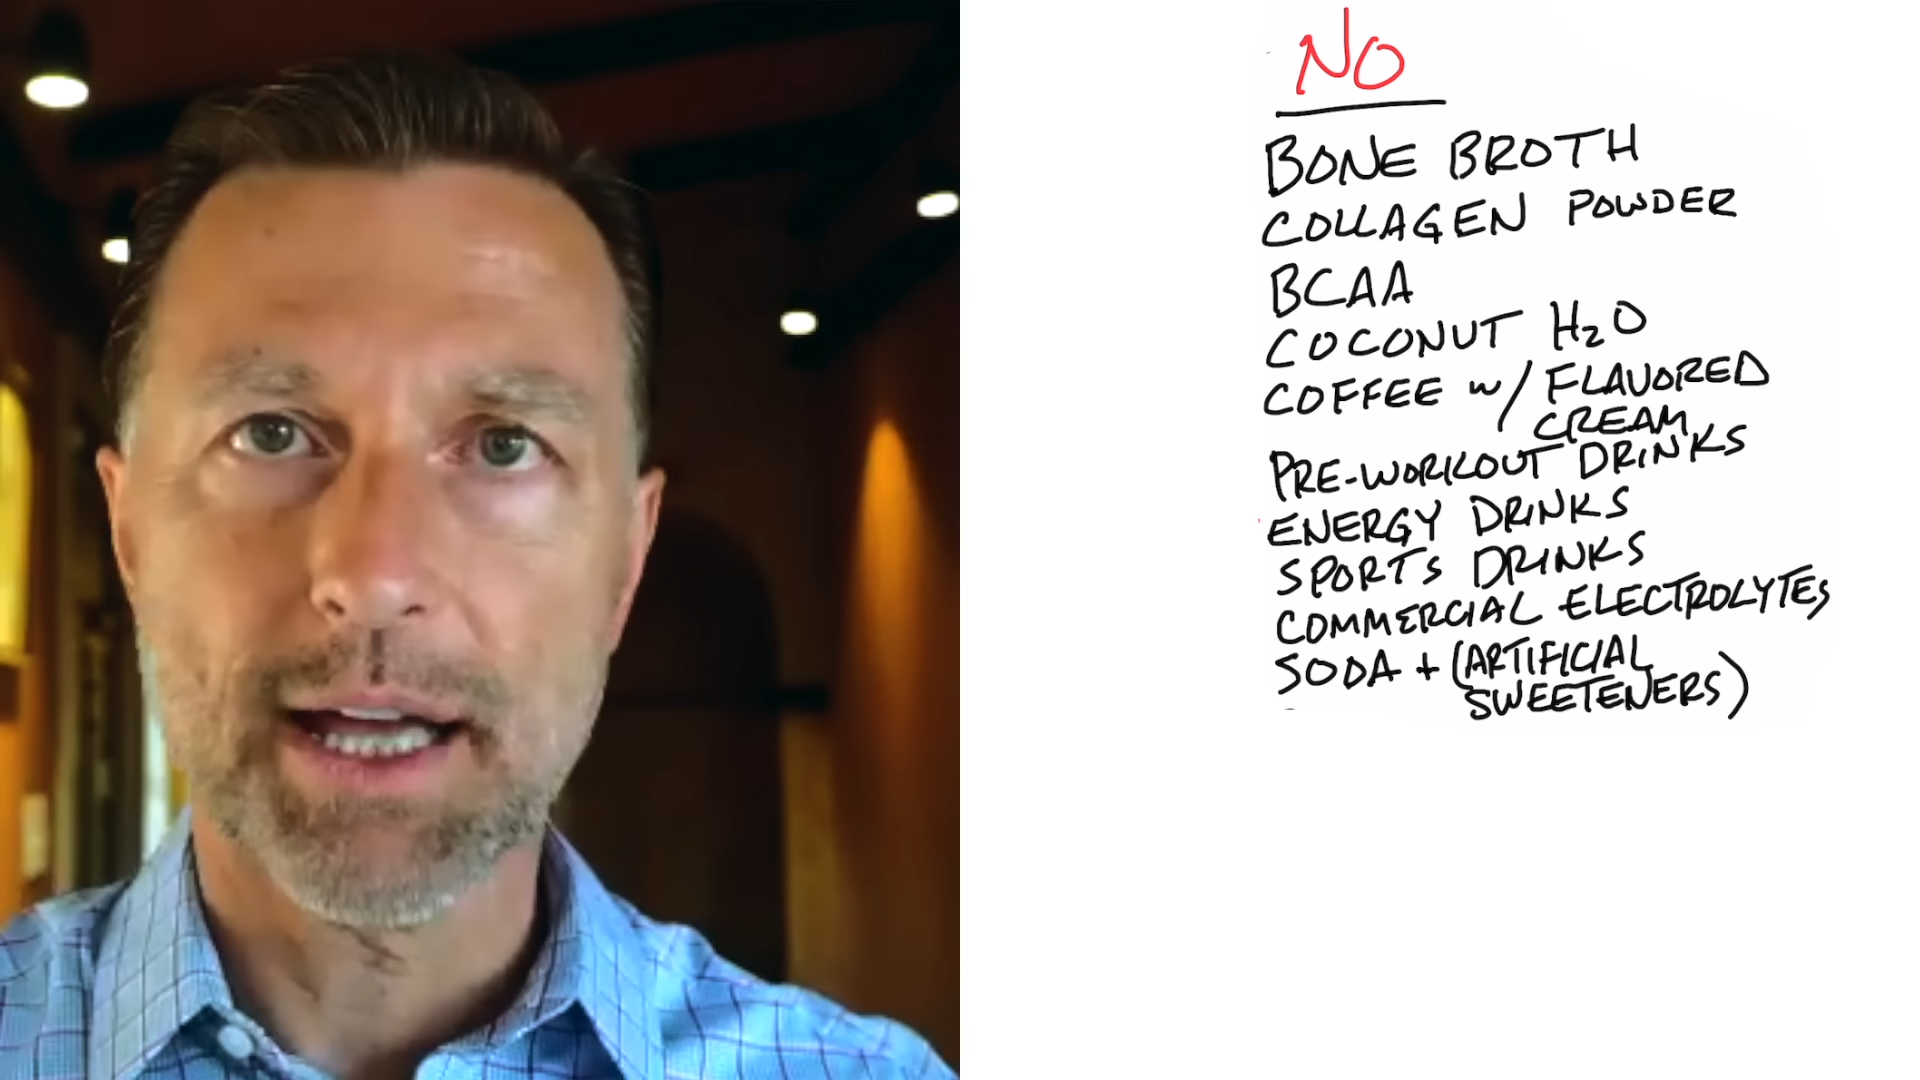 NO
BONE BROTH
COLLAGEN POWDER
BCAA
COCONUT H₂O
COFFEE w/ FLAVORED
CREAM
PRE-WORKOUT DRINKS
ENERGY DRINKS
SPORTS DRINKS
COMMERCIAL ELECTROLYTES
SODA + (ARTIFICIAL
SWEETENERS)